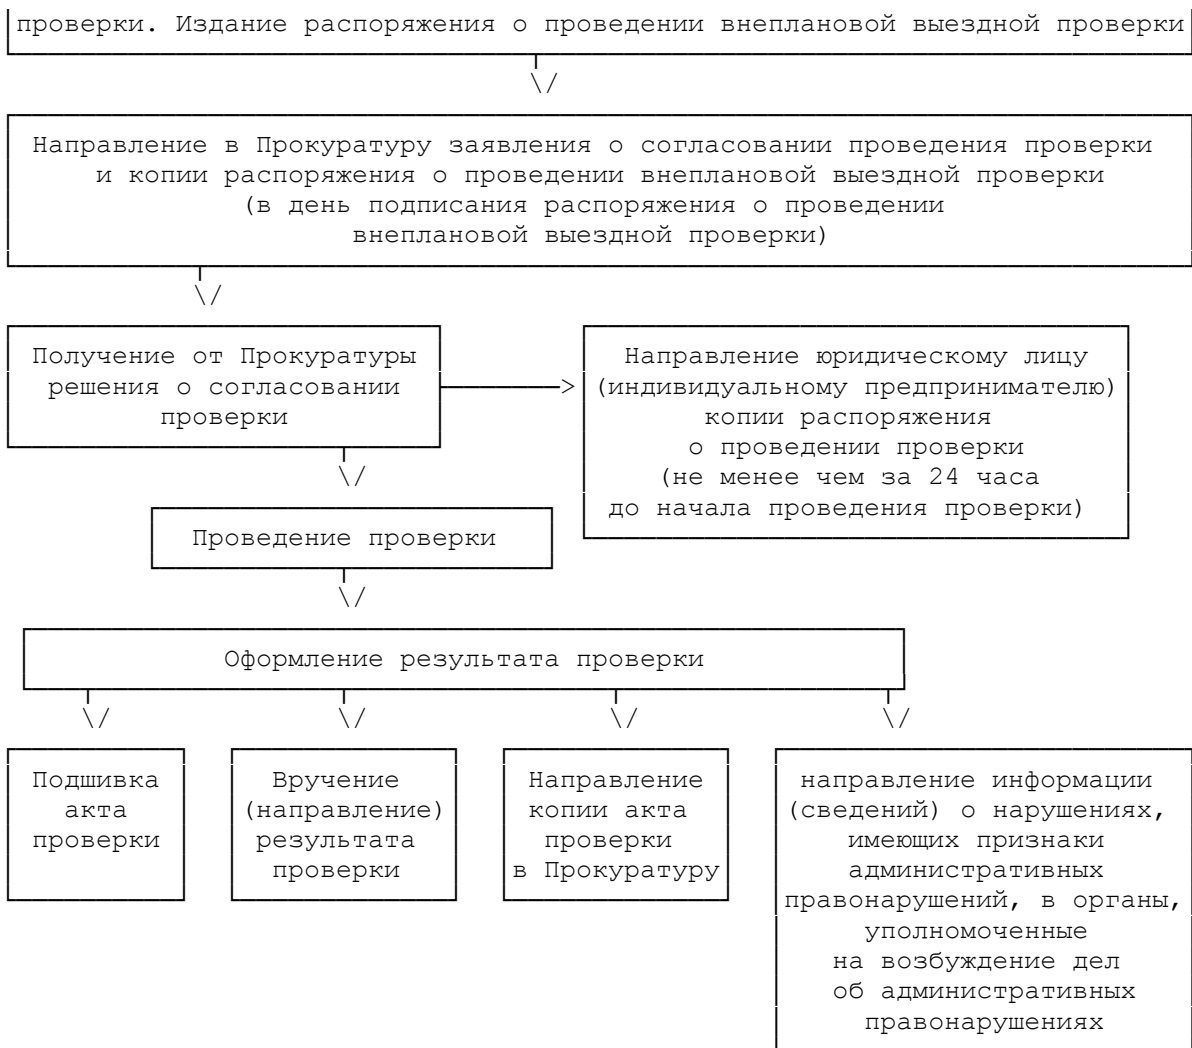 проверки. Издание распоряжения о проведении внеплановой выездной проверки
Направление в Прокуратуру заявления о согласовании проведения проверки
и копии распоряжения о проведении внеплановой выездной проверки
(в день подписания распоряжения о проведении
внеплановой выездной проверки)
Получение от Прокуратуры
решения о согласовании
проверки
Направление юридическому лицу
(индивидуальному предпринимателю)
копии распоряжения
о проведении проверки
(не менее чем за 24 часа
до начала проведения проверки)
Проведение проверки
Оформление результата проверки
Подшивка
акта
проверки
Вручение
(направление)
результата
проверки
Направление
копии акта
проверки
в Прокуратуру
направление информации
(сведений) о нарушениях,
имеющих признаки
административных
правонарушений, в органы,
уполномоченные
на возбуждение дел
об административных
правонарушениях